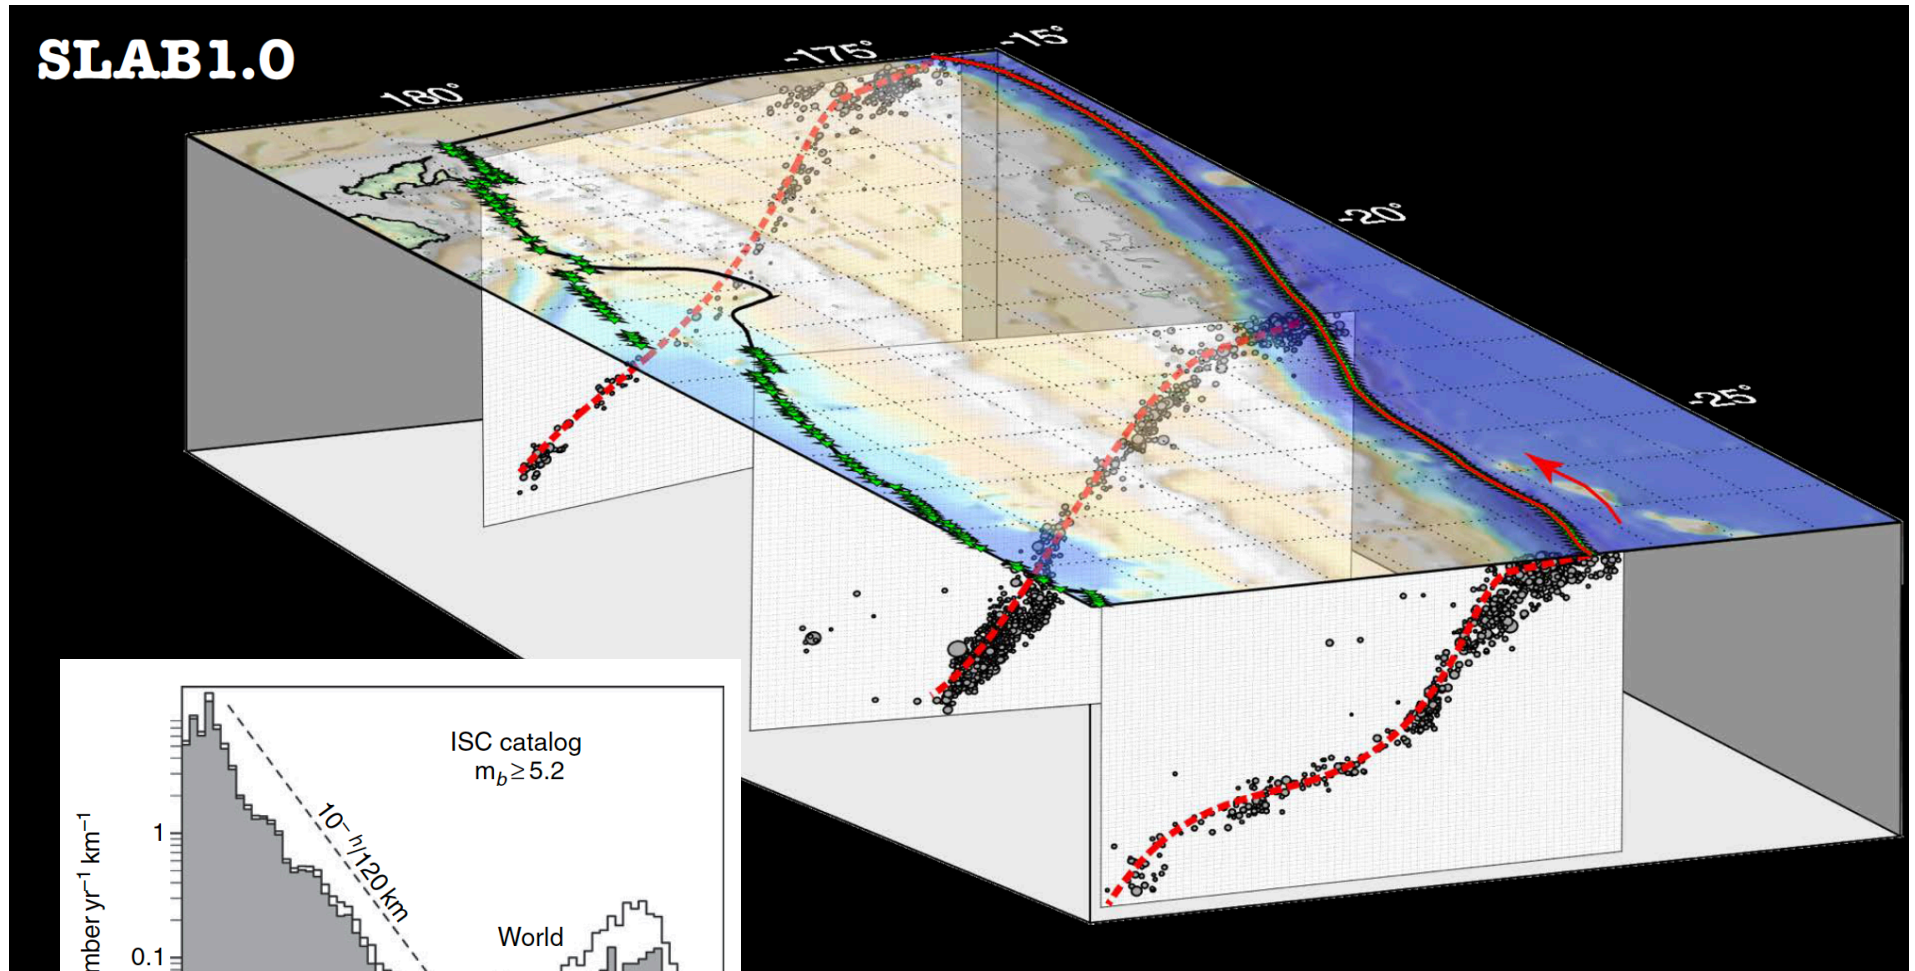 SLAB1.0
180°
-175°
-15°
-20°
-25°
ISC catalog
m_b ≥ 5.2
10^–h/120 km
World
1
0.1
mber yr⁻¹ km⁻¹